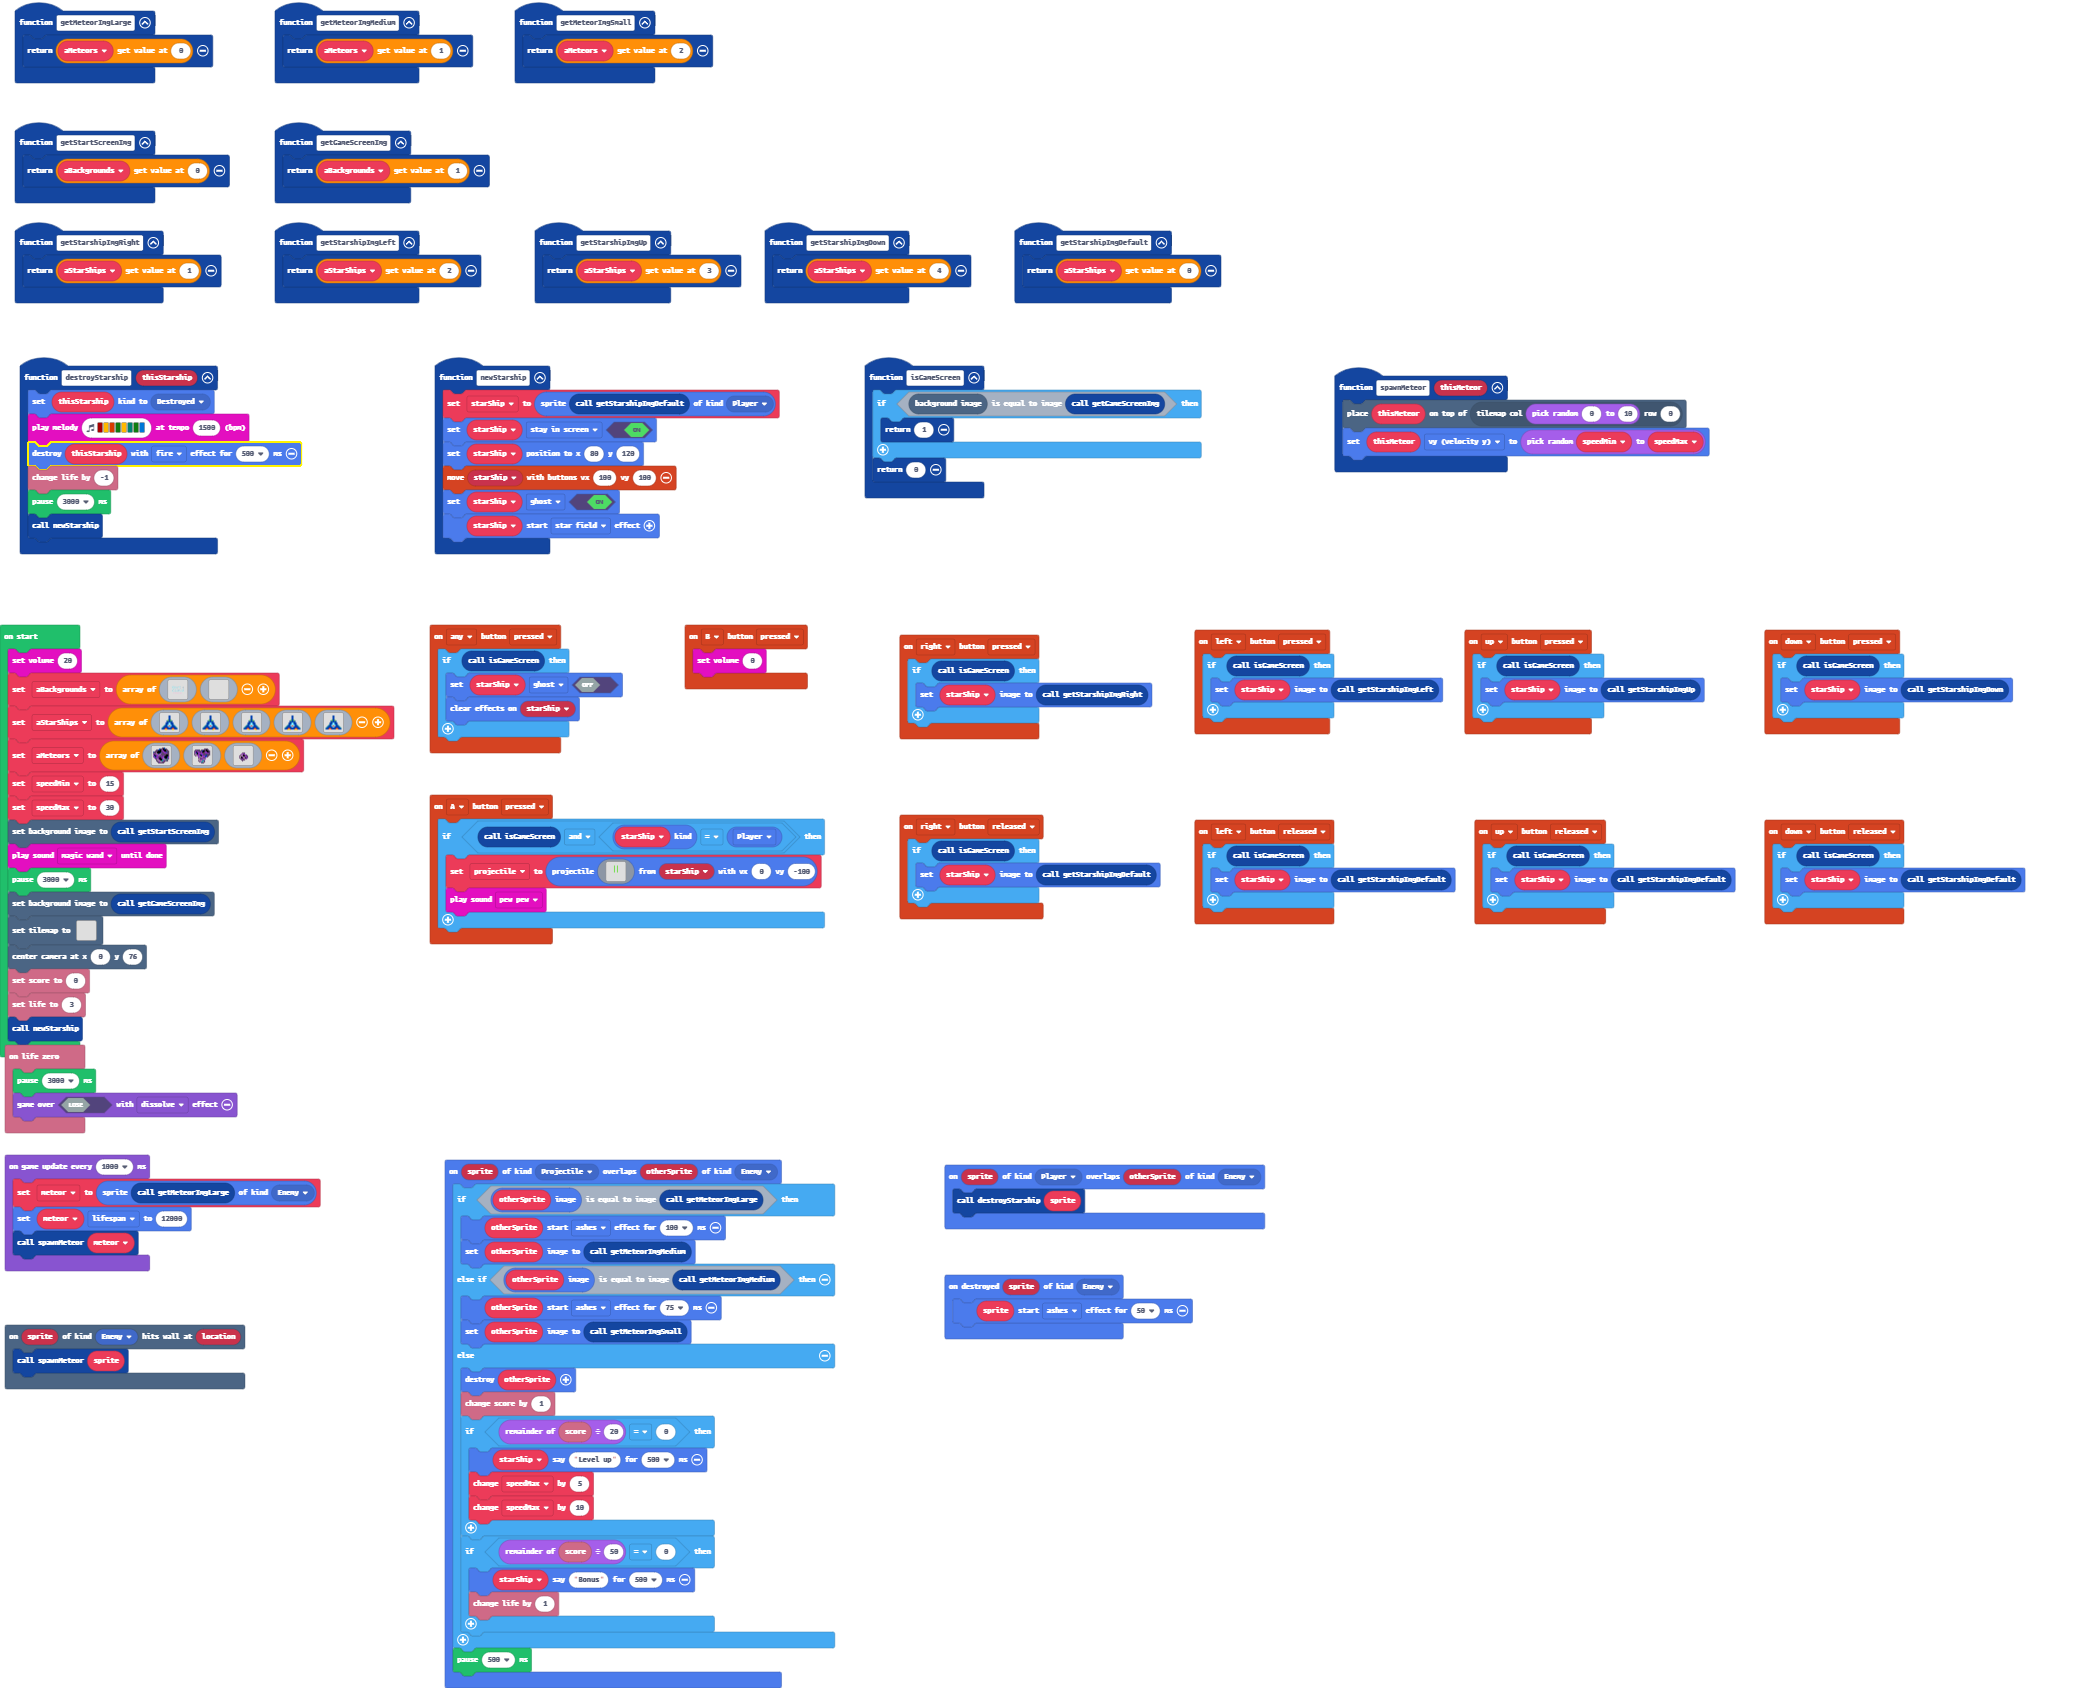 function getMeteorImgLarge
return aMeteors get value at 0
function getMeteorImgMedium
return aMeteors get value at 1
function getMeteorImgSmall
return aMeteors get value at 2
function getStartScreenImg
return aBackgrounds get value at 0
function getGameScreenImg
return aBackgrounds get value at 1
function getStarshipImgRight
return aStarShips get value at 1
function getStarshipImgLeft
return aStarShips get value at 2
function getStarshipImgUp
return aStarShips get value at 3
function getStarshipImgDown
return aStarShips get value at 4
function getStarshipImgDefault
return aStarShips get value at 0
function destroyStarship thisStarship
set thisStarship kind to Destroyed
play melody at tempo 1500 (bpm)
destroy thisStarship with fire effect for 500 ms
change life by -1
pause 3000 ms
call newStarship
function newStarship
set starShip to sprite call getStarshipImgDefault of kind Player
set starShip stay in screen ON
set starShip position to x 80 y 120
move starShip with buttons vx 100 vy 100
set starShip ghost ON
starShip start star field effect
function isGameScreen
if background image is equal to image call getGameScreenImg then
return 1
return 0
function spawnMeteor thisMeteor
place thisMeteor on top of tilemap col pick random 0 to 10 row 0
set thisMeteor vy (velocity y) to pick random speedMin to speedMax
on start
set volume 20
set aBackgrounds to array of
set aStarShips to array of
set aMeteors to array of
set speedMin to 15
set speedMax to 30
set background image to call getStartScreenImg
play sound magic wand until done
pause 3000 ms
set background image to call getGameScreenImg
set tilemap to
center camera at x 0 y 76
set score to 0
set life to 3
call newStarship
on any button pressed
if call isGameScreen then
set starShip ghost OFF
clear effects on starShip
on B button pressed
set volume 0
on right button pressed
if call isGameScreen then
set starShip image to call getStarshipImgRight
on left button pressed
if call isGameScreen then
set starShip image to call getStarshipImgLeft
on up button pressed
if call isGameScreen then
set starShip image to call getStarshipImgUp
on down button pressed
if call isGameScreen then
set starShip image to call getStarshipImgDown
on A button pressed
if call isGameScreen and starShip kind = Player then
set projectile to projectile from starShip with vx 0 vy -100
play sound pew pew
on right button released
if call isGameScreen then
set starShip image to call getStarshipImgDefault
on left button released
if call isGameScreen then
set starShip image to call getStarshipImgDefault
on up button released
if call isGameScreen then
set starShip image to call getStarshipImgDefault
on down button released
if call isGameScreen then
set starShip image to call getStarshipImgDefault
on life zero
pause 3000 ms
game over LOSE with dissolve effect
on game update every 1000 ms
set meteor to sprite call getMeteorImgLarge of kind Enemy
set meteor lifespan to 12000
call spawnMeteor meteor
on sprite of kind Enemy hits wall at location
call spawnMeteor sprite
on sprite of kind Projectile overlaps otherSprite of kind Enemy
if otherSprite image is equal to image call getMeteorImgLarge then
otherSprite start ashes effect for 100 ms
set otherSprite image to call getMeteorImgMedium
else if otherSprite image is equal to image call getMeteorImgMedium then
otherSprite start ashes effect for 75 ms
set otherSprite image to call getMeteorImgSmall
else
destroy otherSprite
change score by 1
if remainder of score ÷ 20 = 0 then
starShip say "Level up" for 500 ms
change speedMax by 5
change speedMax by 10
if remainder of score ÷ 50 = 0 then
starShip say "Bonus" for 500 ms
change life by 1
pause 500 ms
on sprite of kind Player overlaps otherSprite of kind Enemy
call destroyStarship sprite
on destroyed sprite of kind Enemy
sprite start ashes effect for 50 ms